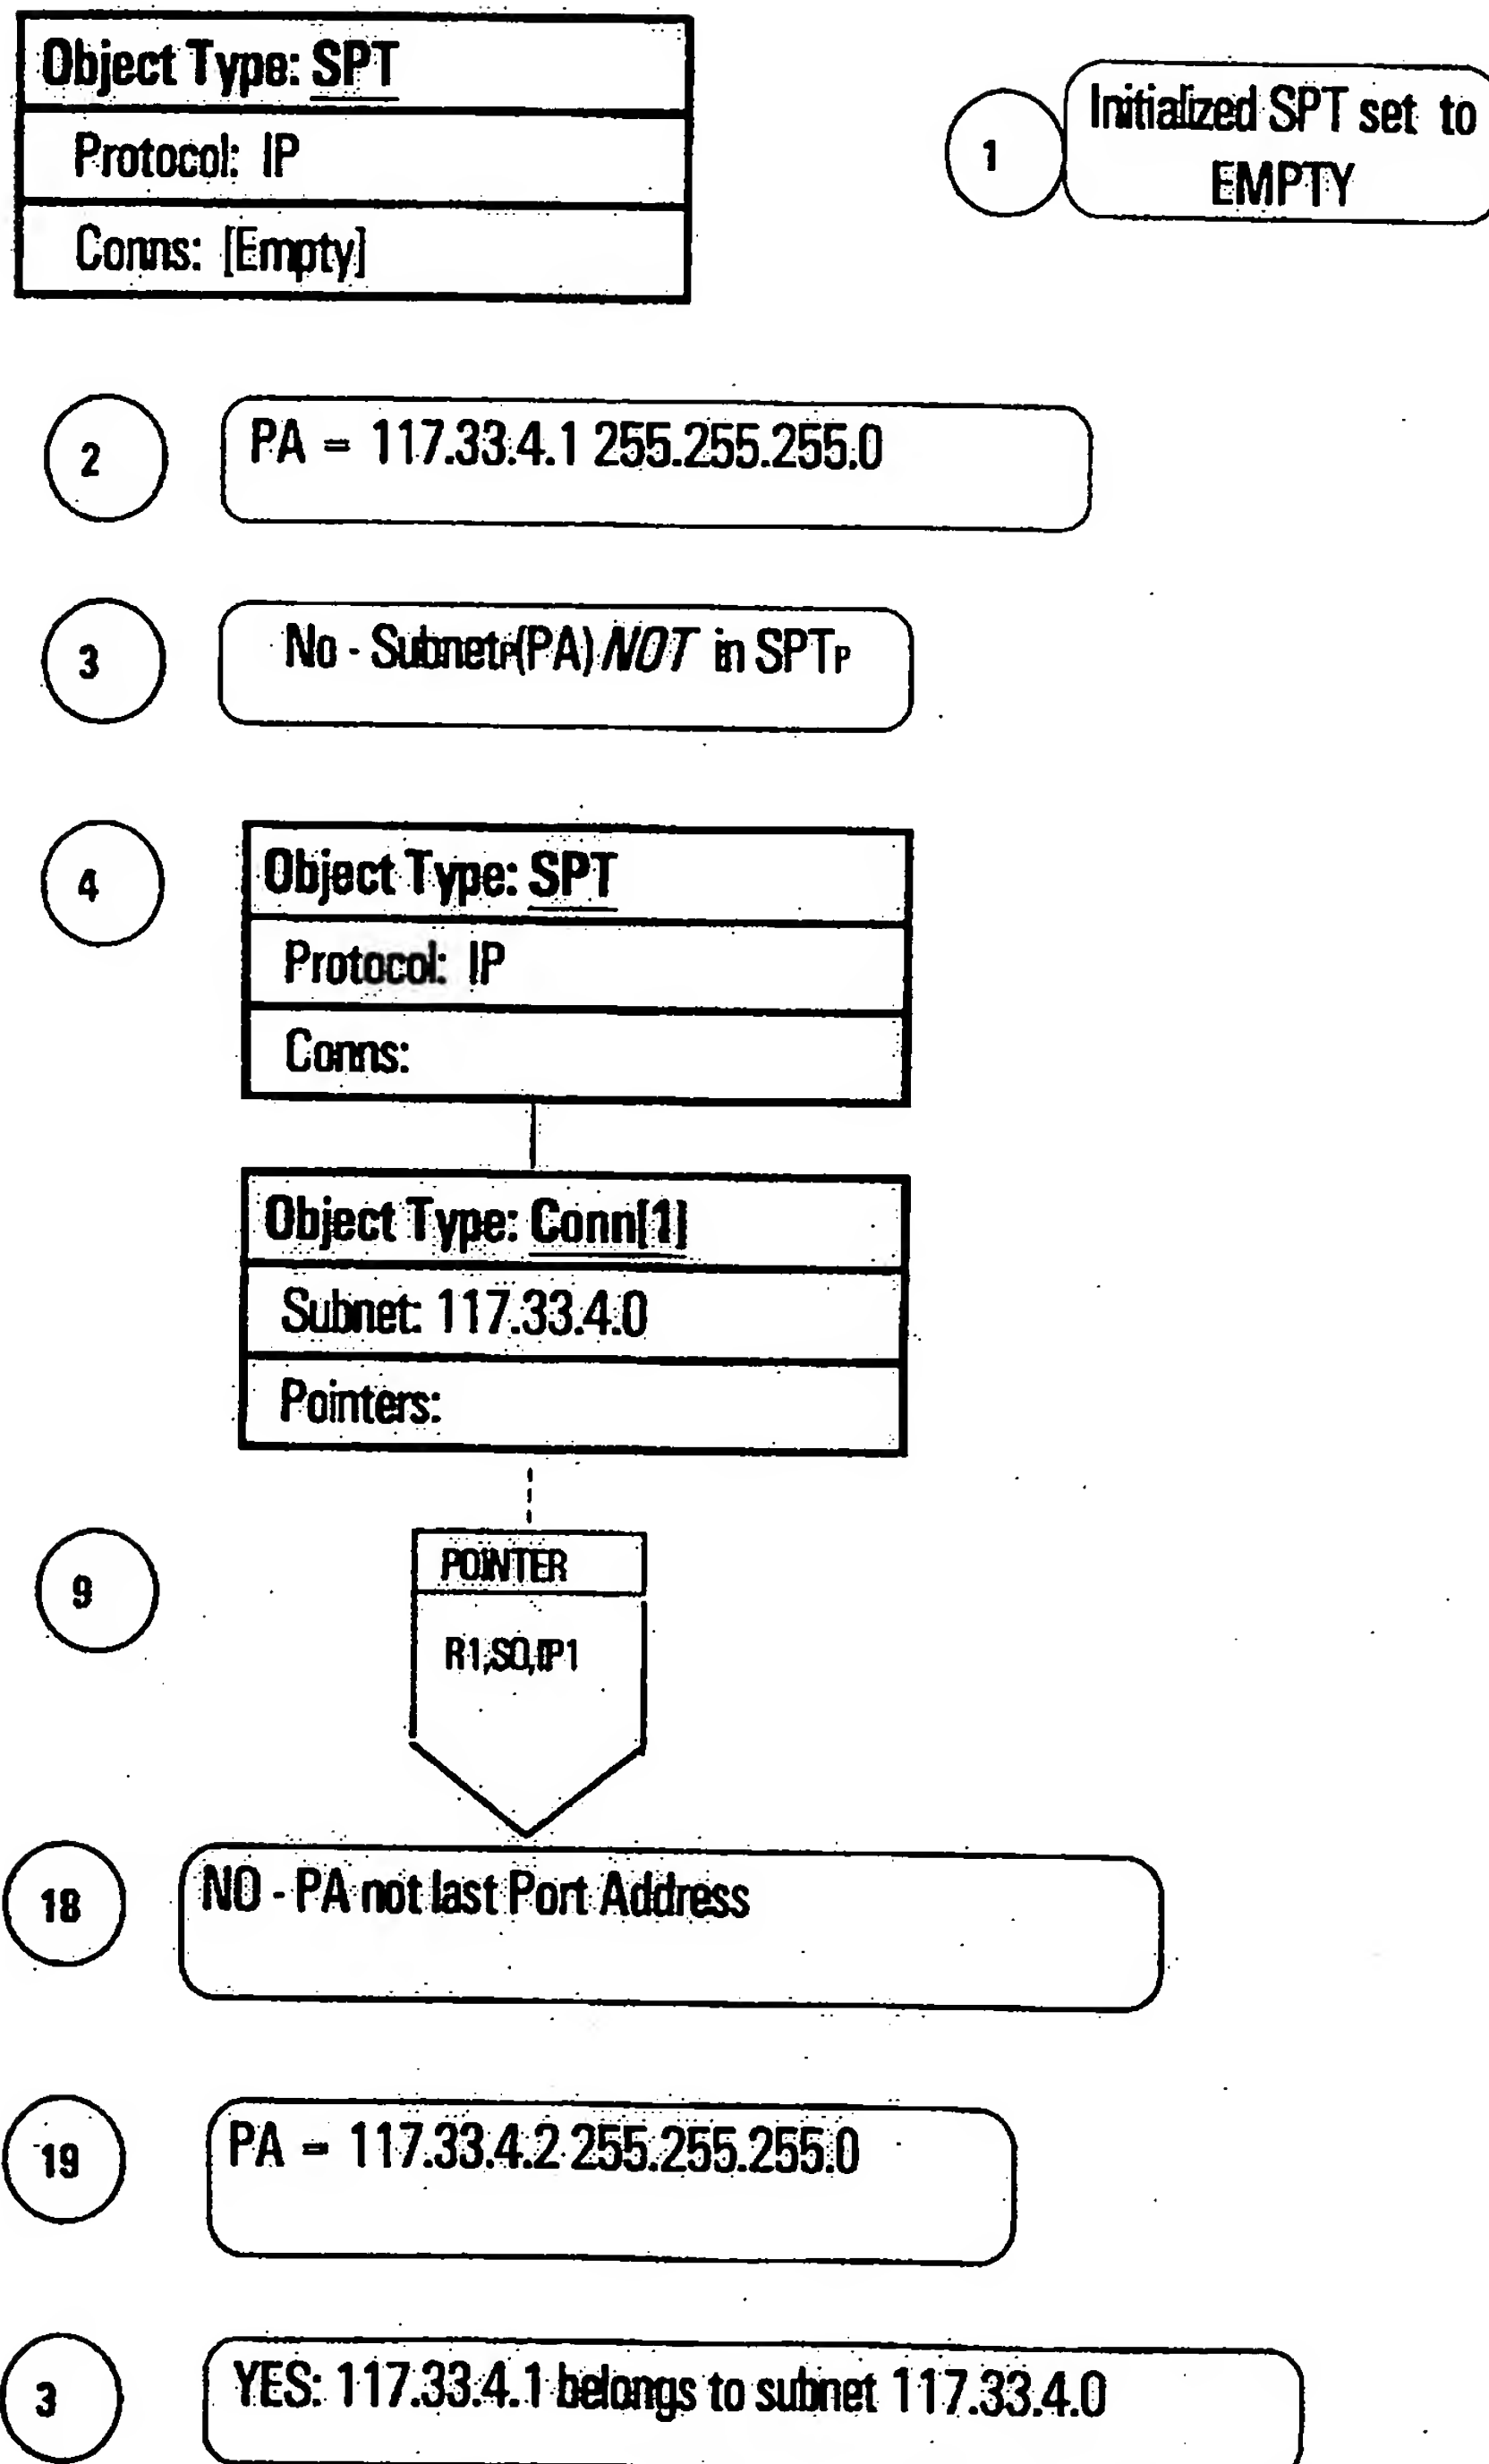 Object Type: SPT
Protocol: IP
Conns: [Empty]
1
Initialized SPT set to
EMPTY
2
PA = 117.33.4.1 255.255.255.0
3
No - SubnetP(PA) NOT in SPTP
4
Object Type: SPT
Protocol: IP
Conns:
Object Type: Conn[1]
Subnet: 117.33.4.0
Pointers:
9
POINTER
R1,S0,IP1
18
NO - PA not last Port Address
19
PA = 117.33.4.2 255.255.255.0
3
YES: 117.33.4.1 belongs to subnet 117.33.4.0